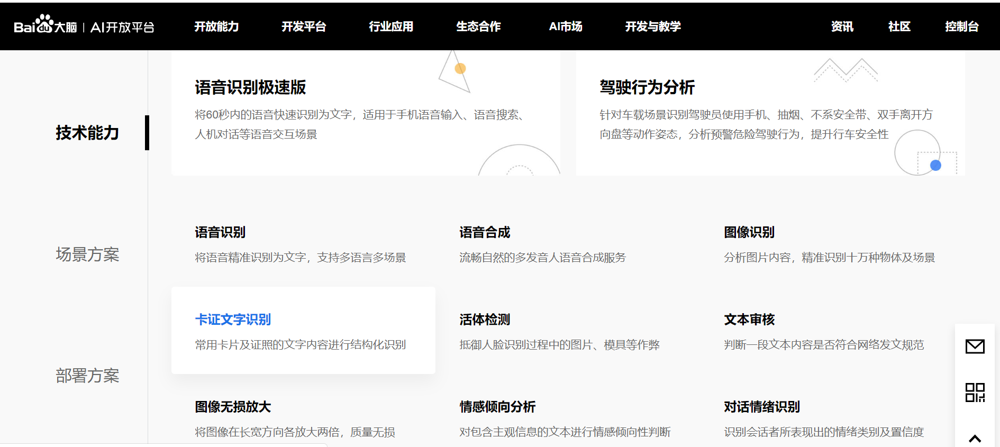 Bai du 大脑 | AI开放平台 开放能力 开发平台 行业应用 生态合作 AI市场 开发与教学 资讯 社区 控制台
技术能力
场景方案
部署方案
语音识别极速版
将60秒内的语音快速识别为文字，适用于手机语音输入、语音搜索、
人机对话等语音交互场景
驾驶行为分析
针对车载场景识别驾驶员使用手机、抽烟、不系安全带、双手离开方
向盘等动作姿态，分析预警危险驾驶行为，提升行车安全性
语音识别
将语音精准识别为文字，支持多语言多场景
语音合成
流畅自然的多发音人语音合成服务
图像识别
分析图片内容，精准识别十万种物体及场景
卡证文字识别
常用卡片及证照的文字内容进行结构化识别
活体检测
抵御人脸识别过程中的图片、模具等作弊
文本审核
判断一段文本内容是否符合网络发文规范
图像无损放大
将图像在长宽方向各放大两倍，质量无损
情感倾向分析
对包含主观信息的文本进行情感倾向性判断
对话情绪识别
识别会话者所表现出的情绪类别及置信度